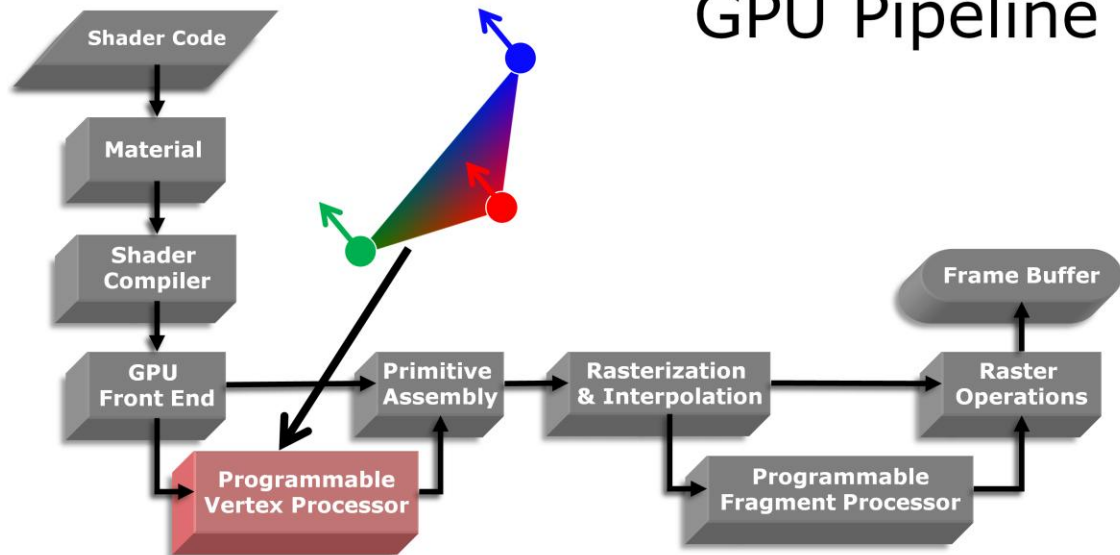 GPU Pipeline
Shader Code
Material
Shader
Compiler
GPU
Front End
Primitive
Assembly
Rasterization
& Interpolation
Frame Buffer
Raster
Operations
Programmable
Vertex Processor
Programmable
Fragment Processor